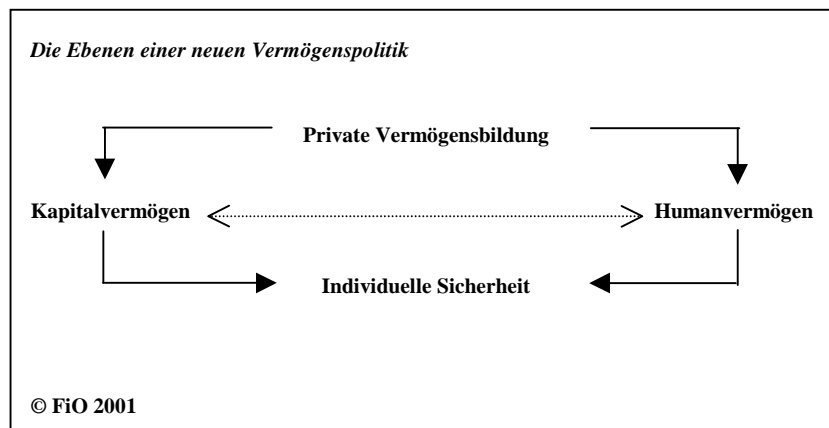 Die Ebenen einer neuen Vermögenspolitik
Private Vermögensbildung
Kapitalvermögen
Humanvermögen
Individuelle Sicherheit
© FiO 2001